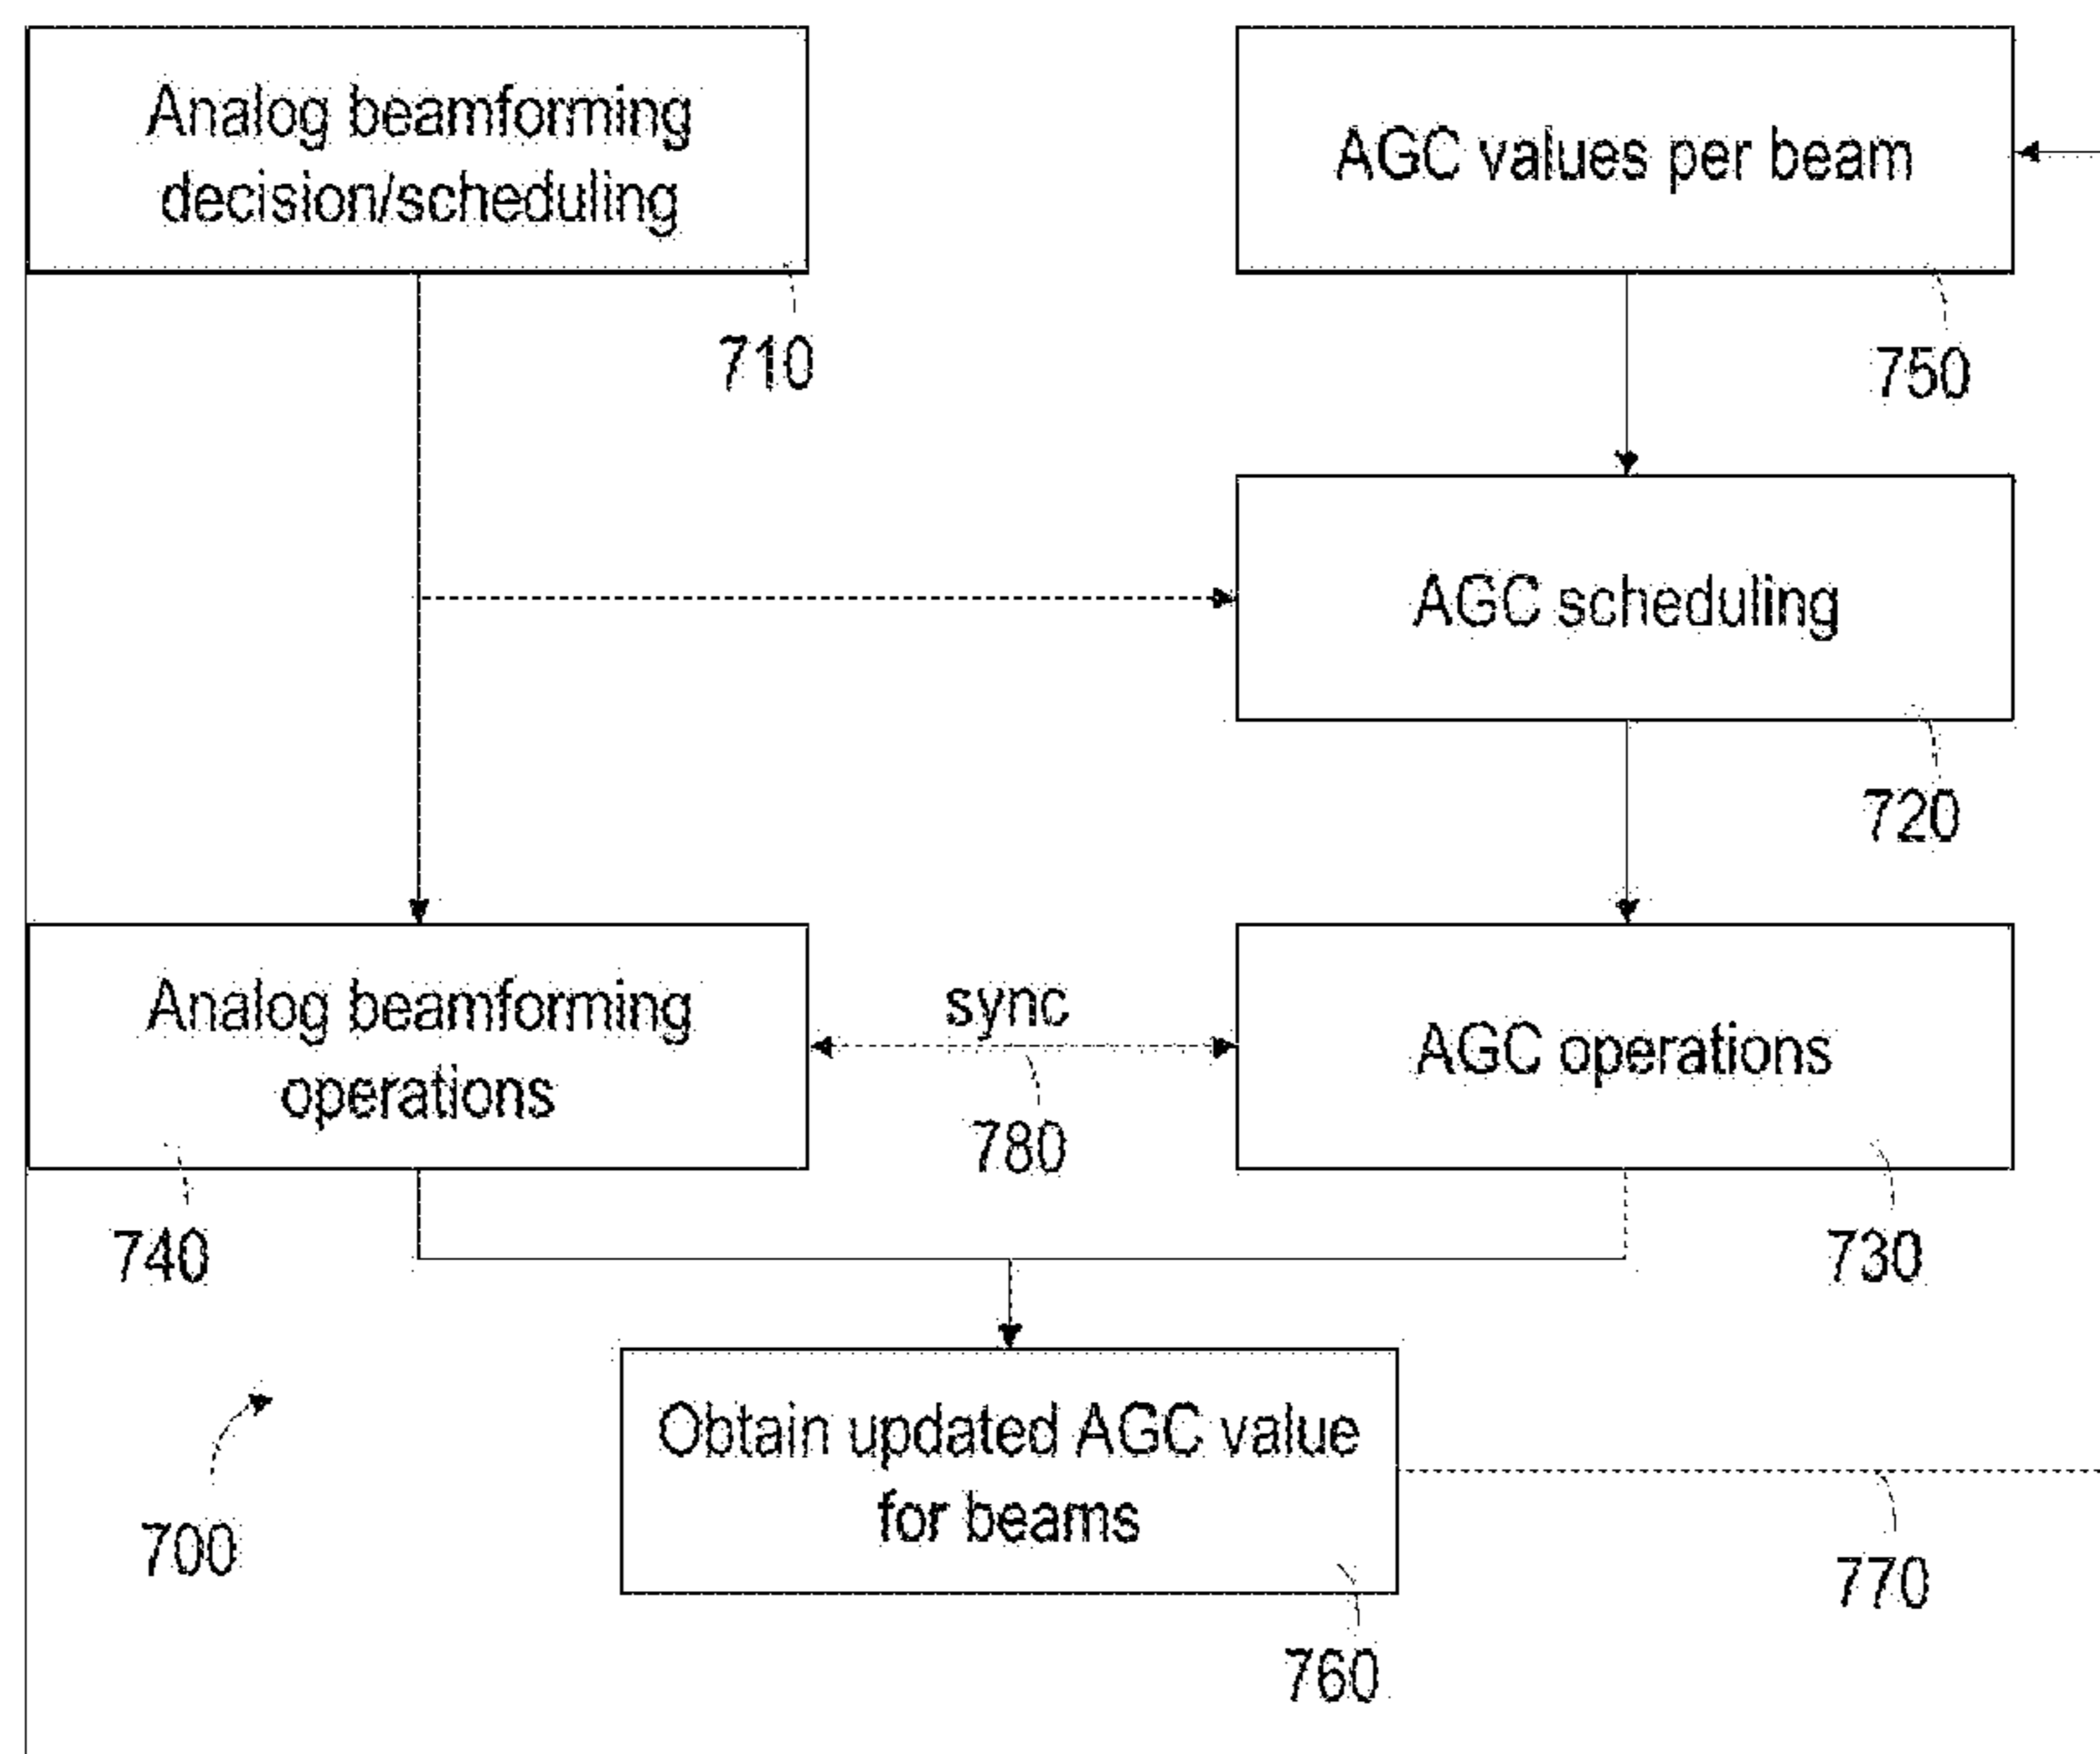 Analog beamforming
decision/scheduling
710
AGC values per beam
750
AGC scheduling
720
Analog beamforming
operations
740
sync
780
AGC operations
730
Obtain updated AGC value
for beams
760
770
700